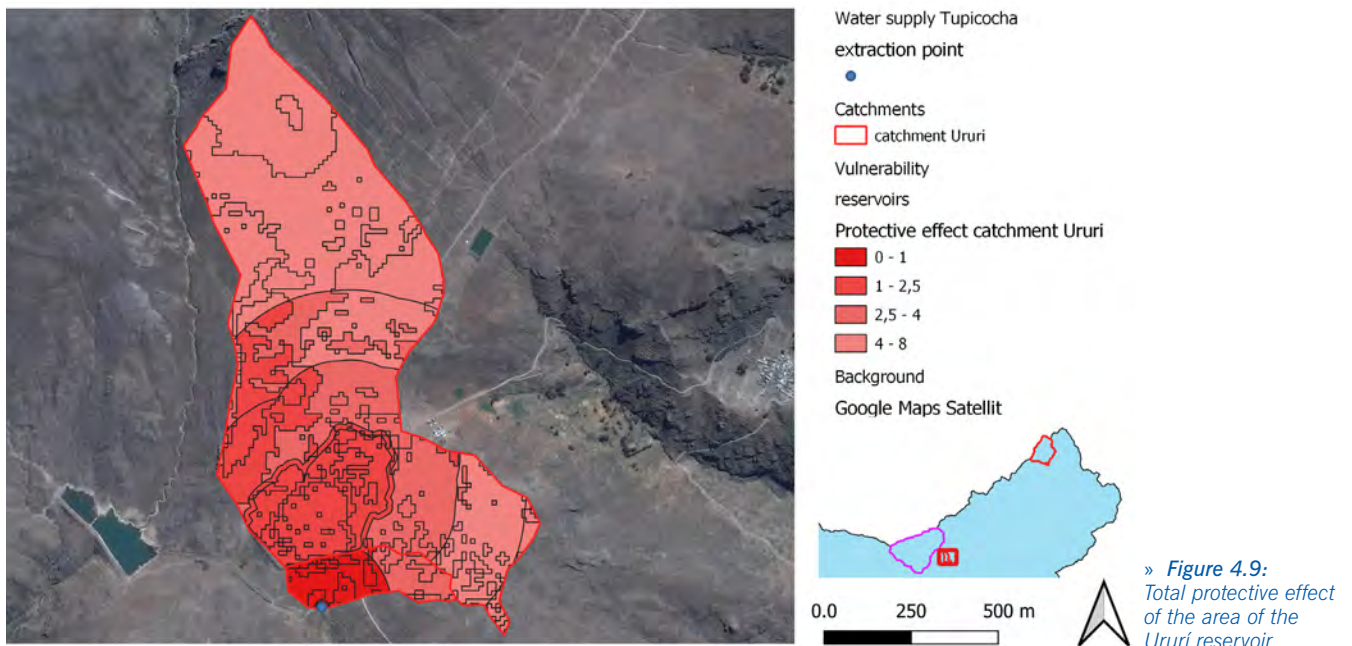 Water supply Tupicocha
extraction point
Catchments
catchment Ururi
Vulnerability
reservoirs
Protective effect catchment Ururi
0 - 1
1 - 2,5
2,5 - 4
4 - 8
Background
Google Maps Satellit
0.0 250 500 m
» Figure 4.9:
Total protective effect
of the area of the
Ururí reservoir